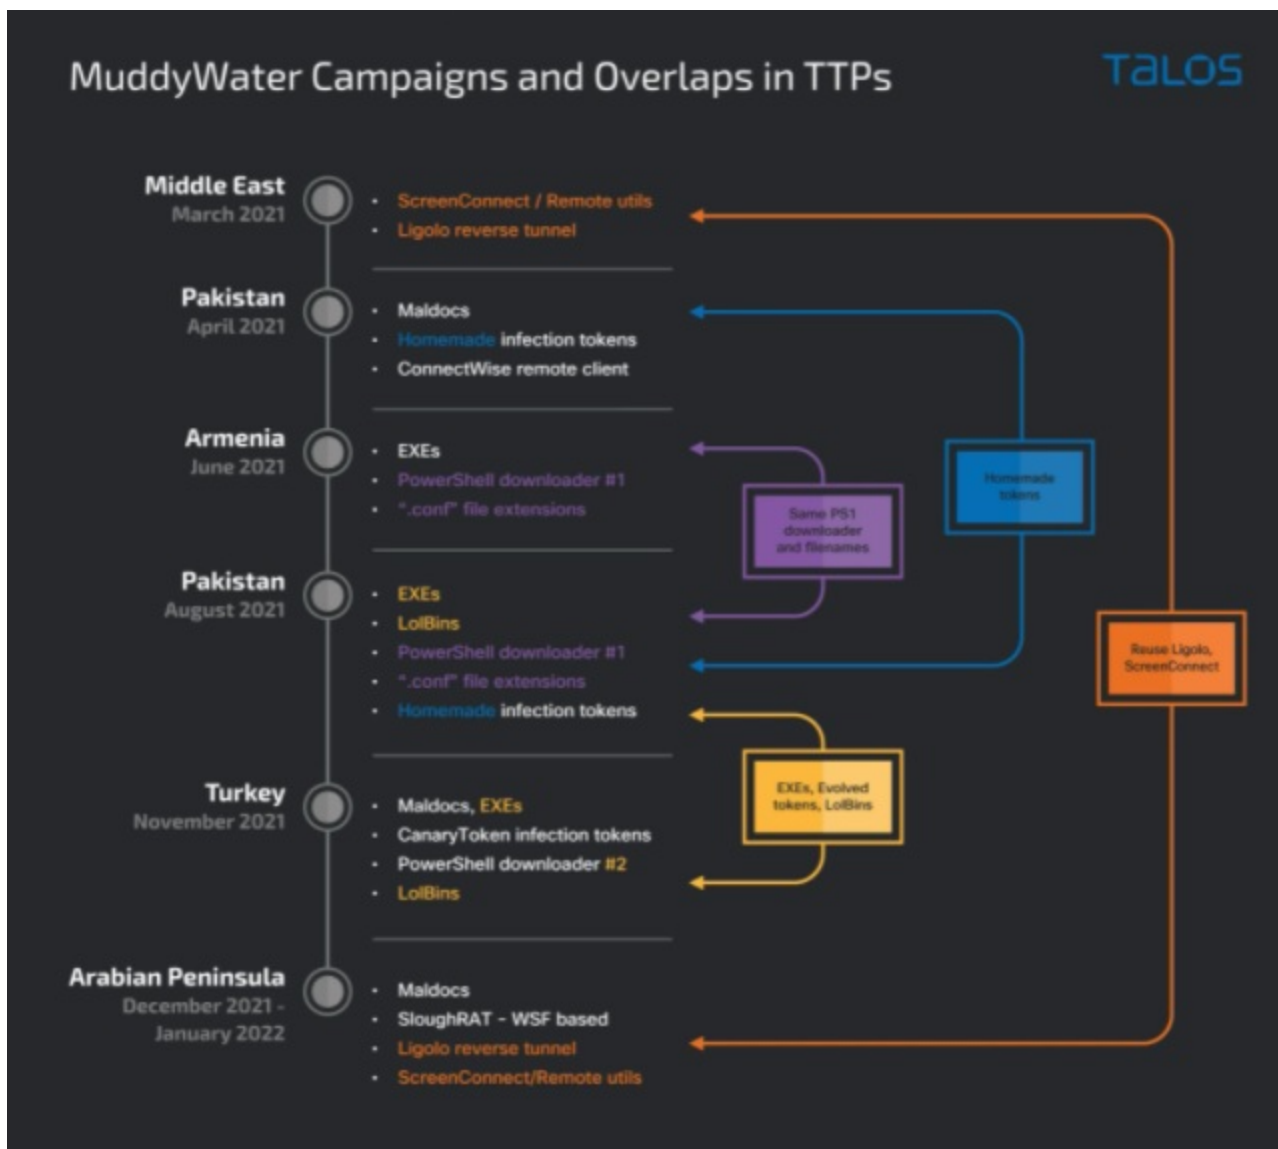 MuddyWater Campaigns and Overlaps in TTPs
TALOS
Middle East
March 2021
• ScreenConnect / Remote utils
• Ligolo reverse tunnel
Pakistan
April 2021
• Maldocs
• Homemade infection tokens
• ConnectWise remote client
Armenia
June 2021
• EXEs
• PowerShell downloader #1
• ".conf" file extensions
Same PS1
downloader
and filenames
Homemade
tokens
Pakistan
August 2021
• EXEs
• LolBins
• PowerShell downloader #1
• ".conf" file extensions
• Homemade infection tokens
Reuse Ligolo,
ScreenConnect
Turkey
November 2021
• Maldocs, EXEs
• CanaryToken infection tokens
• PowerShell downloader #2
• LolBins
EXEs, Evolved
tokens, LolBins
Arabian Peninsula
December 2021 -
January 2022
• Maldocs
• SloughRAT - WSF based
• Ligolo reverse tunnel
• ScreenConnect/Remote utils